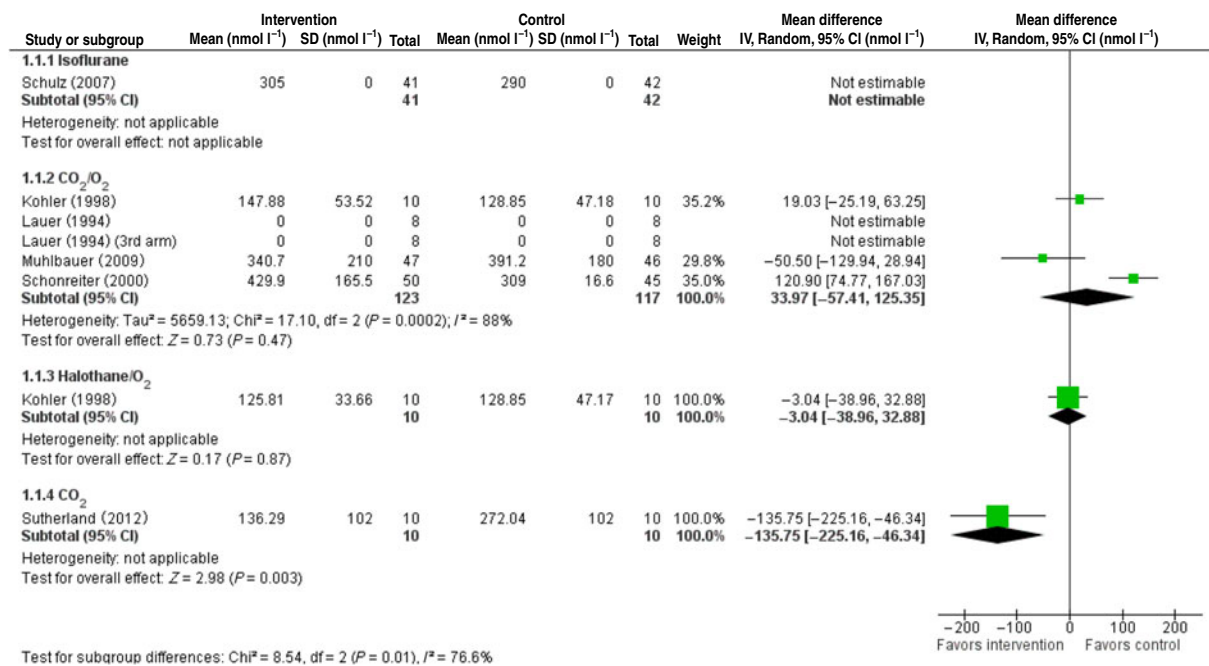 Intervention Control Mean difference Mean difference
Study or subgroup Mean (nmol l⁻¹) SD (nmol l⁻¹) Total Mean (nmol l⁻¹) SD (nmol l⁻¹) Total Weight IV, Random, 95% CI (nmol l⁻¹) IV, Random, 95% CI (nmol l⁻¹)
1.1.1 Isoflurane
Schulz (2007) 305 0 41 290 0 42 Not estimable
Subtotal (95% CI) 41 42 Not estimable
Heterogeneity: not applicable
Test for overall effect: not applicable
1.1.2 CO₂/O₂
Kohler (1998) 147.88 53.52 10 128.85 47.18 10 35.2% 19.03 [−25.19, 63.25]
Lauer (1994) 0 0 8 0 0 8 Not estimable
Lauer (1994) (3rd arm) 0 0 8 0 0 8 Not estimable
Muhlbauer (2009) 340.7 210 47 391.2 180 46 29.8% −50.50 [−129.94, 28.94]
Schonreiter (2000) 429.9 165.5 50 309 16.6 45 35.0% 120.90 [74.77, 167.03]
Subtotal (95% CI) 123 117 100.0% 33.97 [−57.41, 125.35]
Heterogeneity: Tau² = 5659.13; Chi² = 17.10, df = 2 (P = 0.0002); I² = 88%
Test for overall effect: Z = 0.73 (P = 0.47)
1.1.3 Halothane/O₂
Kohler (1998) 125.81 33.66 10 128.85 47.17 10 100.0% −3.04 [−38.96, 32.88]
Subtotal (95% CI) 10 10 100.0% −3.04 [−38.96, 32.88]
Heterogeneity: not applicable
Test for overall effect: Z = 0.17 (P = 0.87)
1.1.4 CO₂
Sutherland (2012) 136.29 102 10 272.04 102 10 100.0% −135.75 [−225.16, −46.34]
Subtotal (95% CI) 10 10 100.0% −135.75 [−225.16, −46.34]
Heterogeneity: not applicable
Test for overall effect: Z = 2.98 (P = 0.003)
−200 −100 0 100 200
Favors intervention Favors control
Test for subgroup differences: Chi² = 8.54, df = 2 (P = 0.01), I² = 76.6%